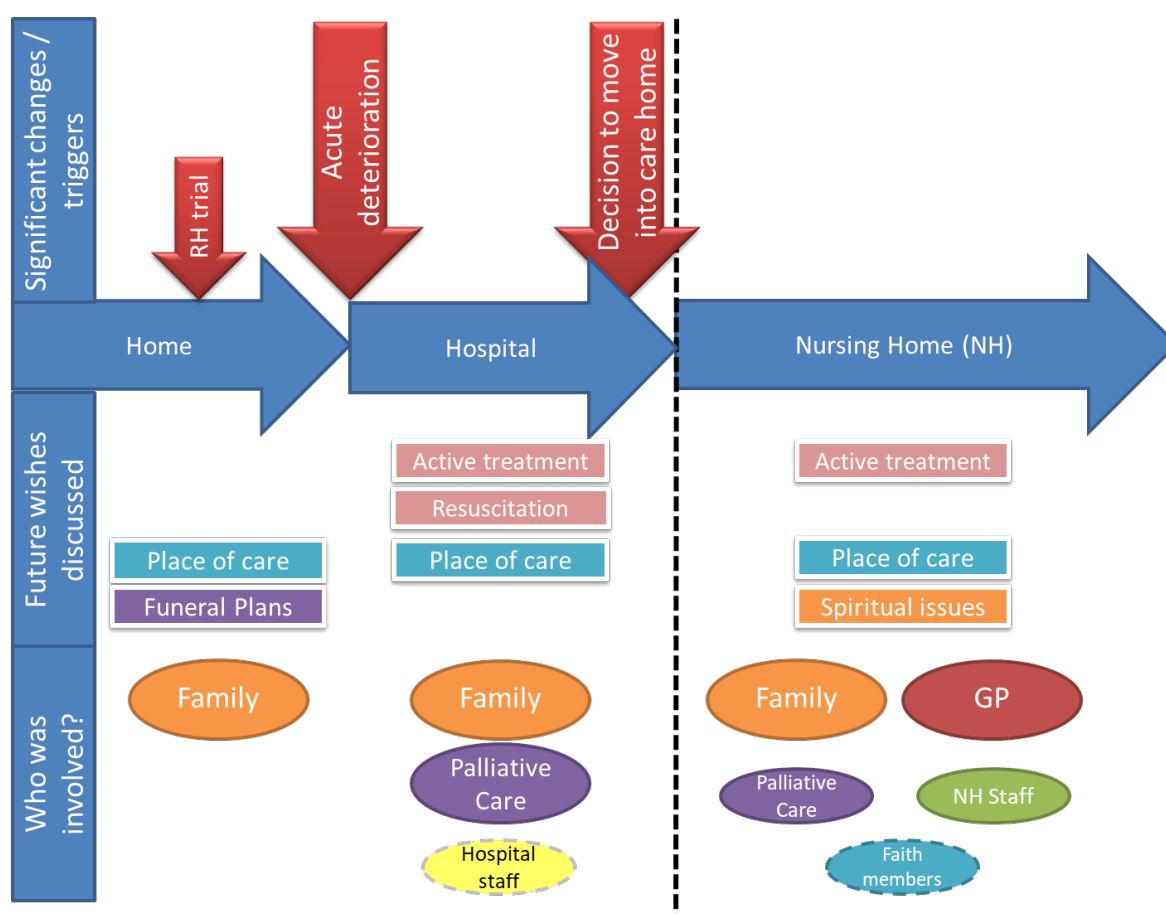 Significant changes /
triggers
RH trial
Acute
deterioration
Decision to move
into care home
Home
Hospital
Nursing Home (NH)
Future wishes
discussed
Place of care
Funeral Plans
Active treatment
Resuscitation
Place of care
Active treatment
Place of care
Spiritual issues
Who was
involved?
Family
Family
Palliative
Care
Hospital
staff
Family
GP
Palliative
Care
NH Staff
Faith
members